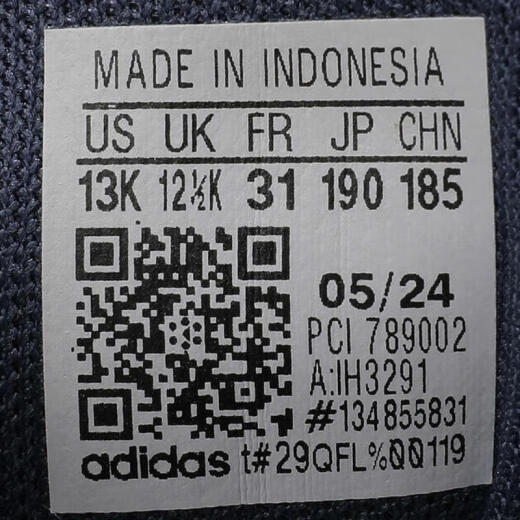 MADE IN INDONESIA
US UK FR JP CHN
13K 12½K 31 190 185
05/24
PCI 789002
A:IH3291
#134855831
adidas t#29QFL%00119